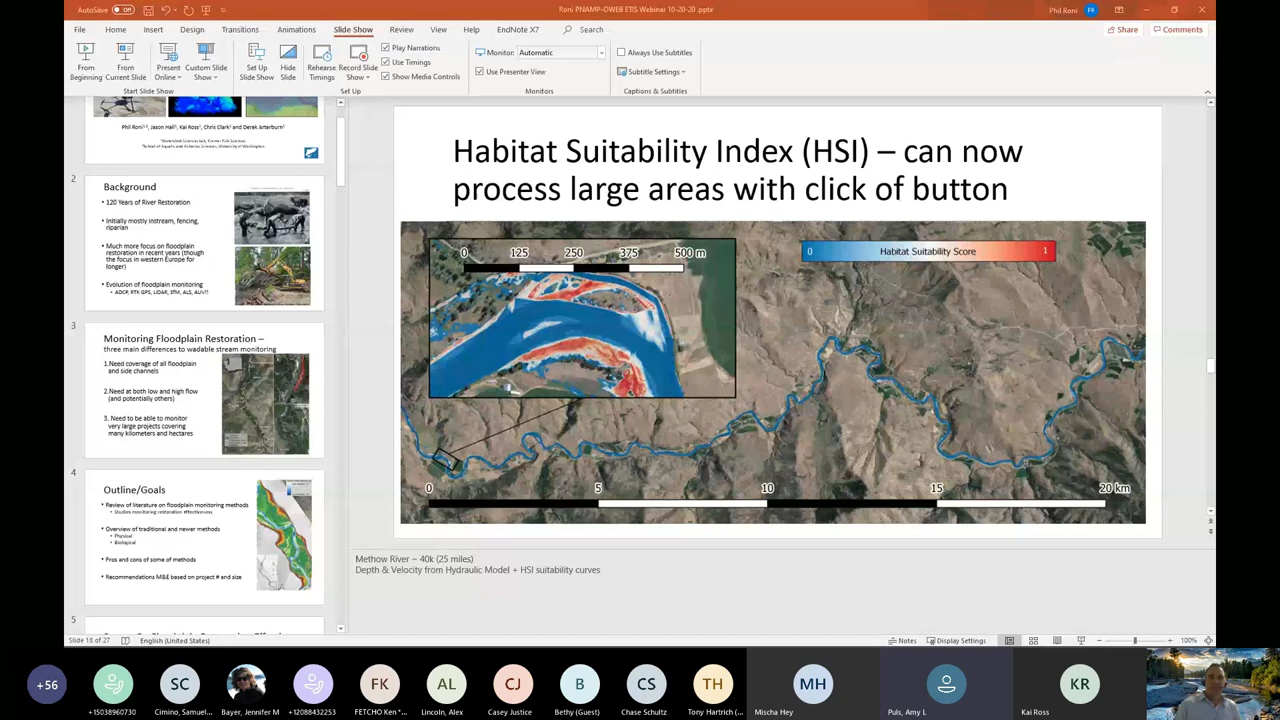 AutoSave
Off
Roni PNAMP-OWEB ETIS Webinar 10-20-20 .pptx
Phil Roni
PR
File
Home
Insert
Design
Transitions
Animations
Slide Show
Review
View
Help
EndNote X7
Search
Share
Comments
From Beginning
From Current Slide
Present Online
Custom Slide Show
Start Slide Show
Set Up Slide Show
Hide Slide
Rehearse Timings
Record Slide Show
Play Narrations
Use Timings
Show Media Controls
Set Up
Monitor:
Automatic
Use Presenter View
Monitors
Always Use Subtitles
Subtitle Settings
Captions & Subtitles
2
Background
• 120 Years of River Restoration
• Initially mostly instream, fencing,
riparian
• Much more focus on floodplain
restoration in recent years (though
the focus in western Europe for
longer)
• Evolution of floodplain monitoring
• ADCP, RTK GPS, LiDAR, SfM, ALS, AUV!!
3
Monitoring Floodplain Restoration –
three main differences to wadable stream monitoring
1.Need coverage of all floodplain
and side channels
2.Need at both low and high flow
(and potentially others)
3. Need to be able to monitor
very large projects covering
many kilometers and hectares
4
Outline/Goals
• Review of literature on floodplain monitoring methods
• Studies monitoring restoration effectiveness
• Overview of traditional and newer methods
• Physical
• Biological
• Pros and cons of some of methods
• Recommendations M&E based on project # and size
5
Habitat Suitability Index (HSI) – can now
process large areas with click of button
0 125 250 375 500 m
0 Habitat Suitability Score 1
0 5 10 15 20 km
Methow River ~ 40k (25 miles)
Depth & Velocity from Hydraulic Model + HSI suitability curves
Slide 18 of 27
English (United States)
Notes
Display Settings
100%
+56
SC
FK
AL
CJ
B
CS
TH
MH
KR
+15038960730
Cimino, Samuel...
Bayer, Jennifer M
+12088432253
FETCHO Ken *...
Lincoln, Alex
Casey Justice
Bethy (Guest)
Chase Schultz
Tony Hartrich (...
Mischa Hey
Puls, Amy L
Kai Ross